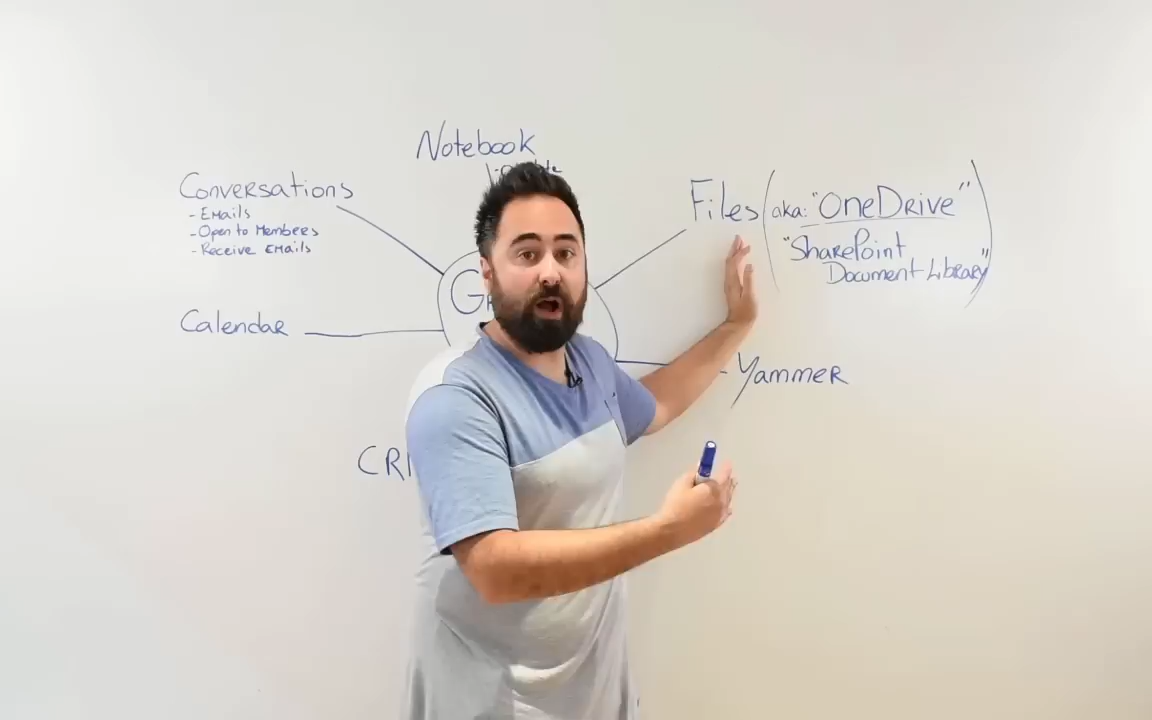 Notebook
Conversations
- Emails
- Open to Members
- Receive Emails
Files (aka: "OneDrive"
"SharePoint
Document Library")
Calendar
Yammer